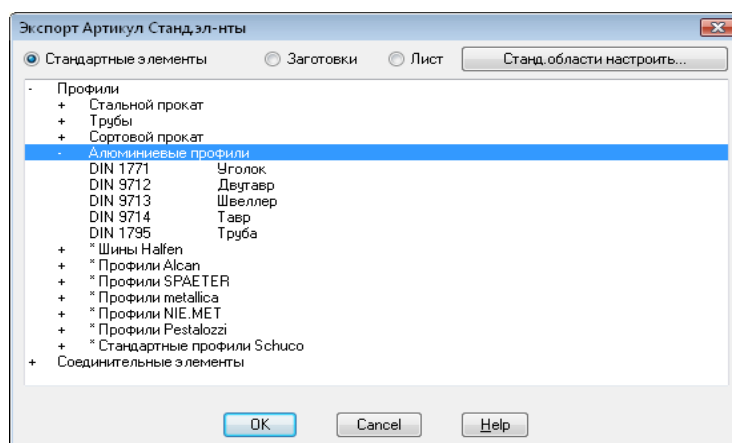 Экспорт Артикул Станд.эл-нты
Стандартные элементы Заготовки Лист Станд.области настроить...
- Профили
+ Стальной прокат
+ Трубы
+ Сортовой прокат
- Алюминиевые профили
DIN 1771 Уголок
DIN 9712 Двутавр
DIN 9713 Швеллер
DIN 9714 Тавр
DIN 1795 Труба
+ * Шины Halfen
+ * Профили Alcan
+ * Профили SPAETER
+ * Профили metallica
+ * Профили NIE.MET
+ * Профили Pestalozzi
+ * Стандартные профили Schuco
+ Соединительные элементы
OK Cancel Help